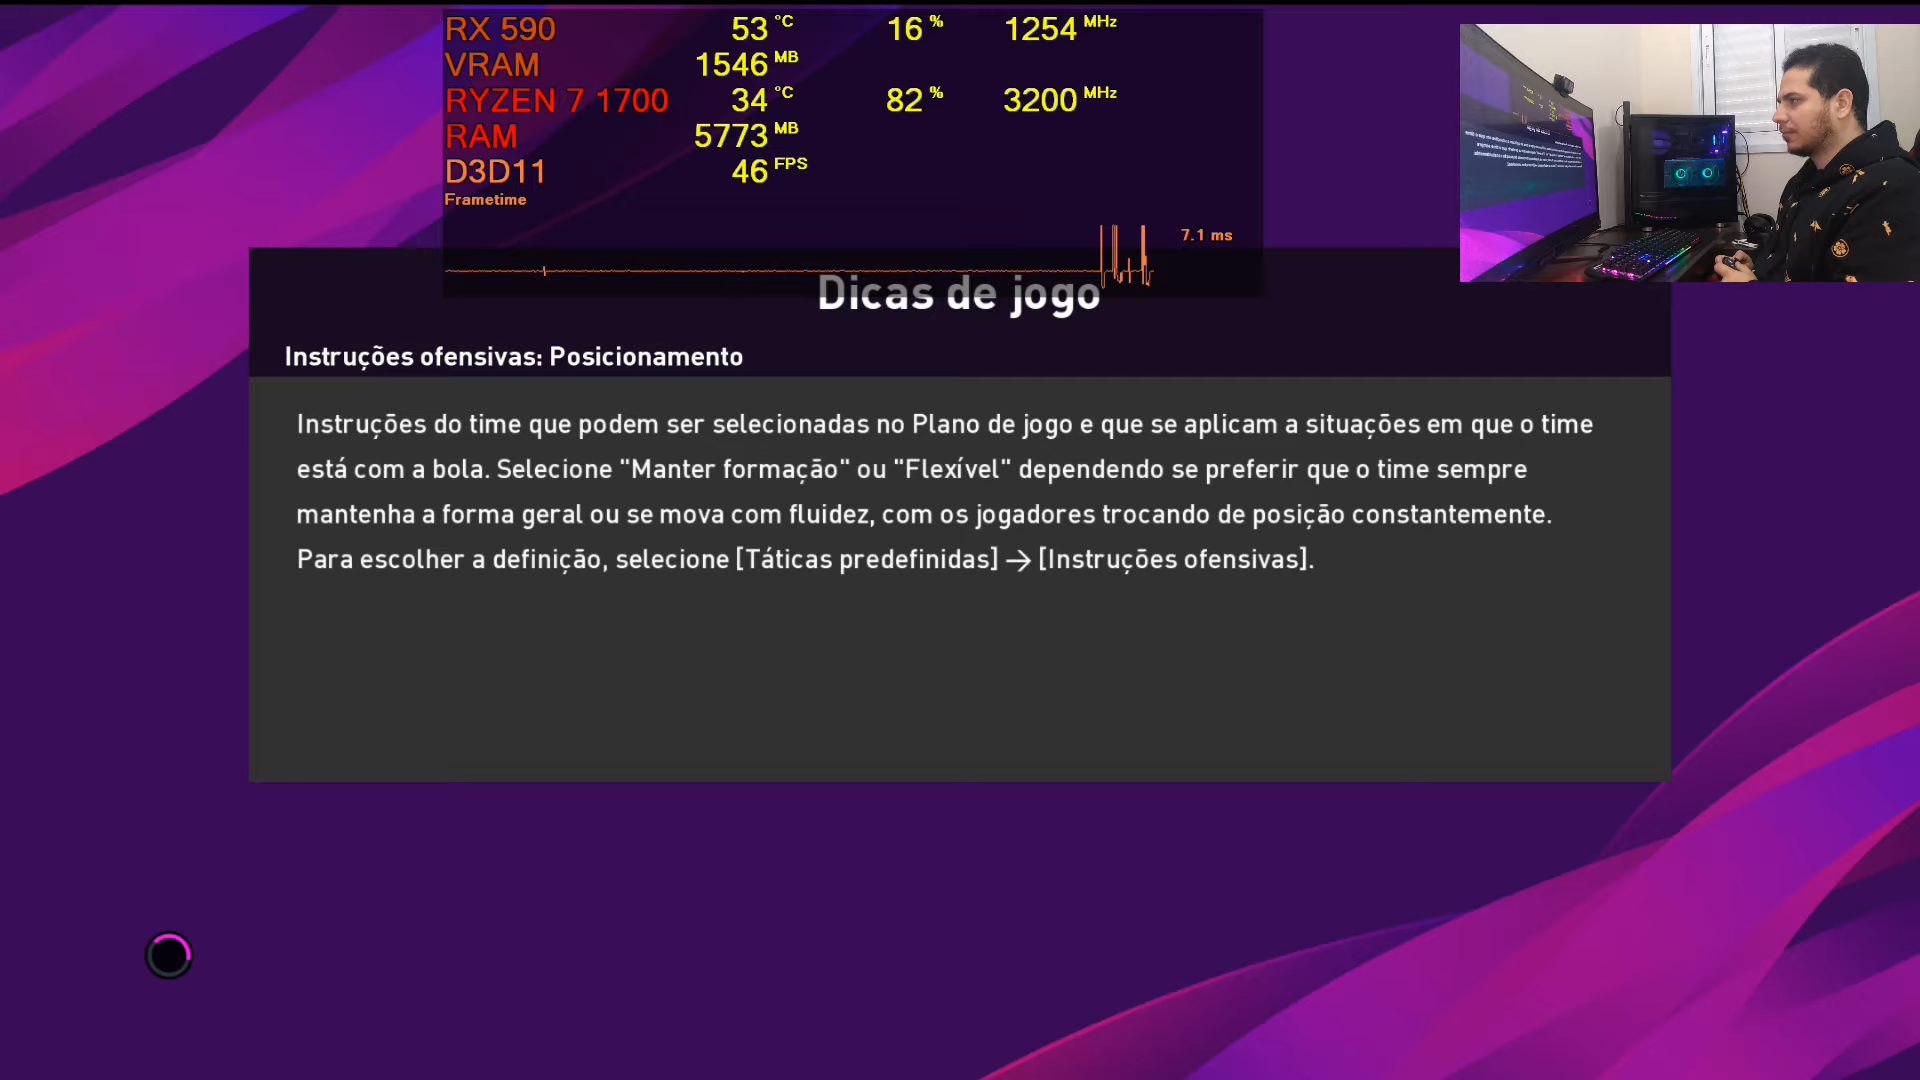 RX 590 53 °C 16 % 1254 MHz
VRAM 1546 MB
RYZEN 7 1700 34 °C 82 % 3200 MHz
RAM 5773 MB
D3D11 46 FPS
Frametime
7.1 ms
Dicas de jogo
Instruções ofensivas: Posicionamento
Instruções do time que podem ser selecionadas no Plano de jogo e que se aplicam a situações em que o time
está com a bola. Selecione "Manter formação" ou "Flexível" dependendo se preferir que o time sempre
mantenha a forma geral ou se mova com fluidez, com os jogadores trocando de posição constantemente.
Para escolher a definição, selecione [Táticas predefinidas] → [Instruções ofensivas].